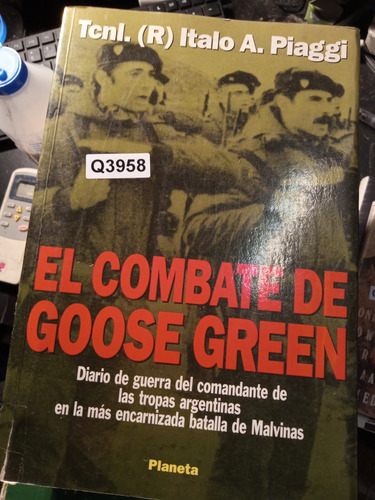 Tcnl. (R) Italo A. Piaggi
Q3958
EL COMBATE DE
GOOSE GREEN
Diario de guerra del comandante de
las tropas argentinas
en la más encarnizada batalla de Malvinas
Planeta